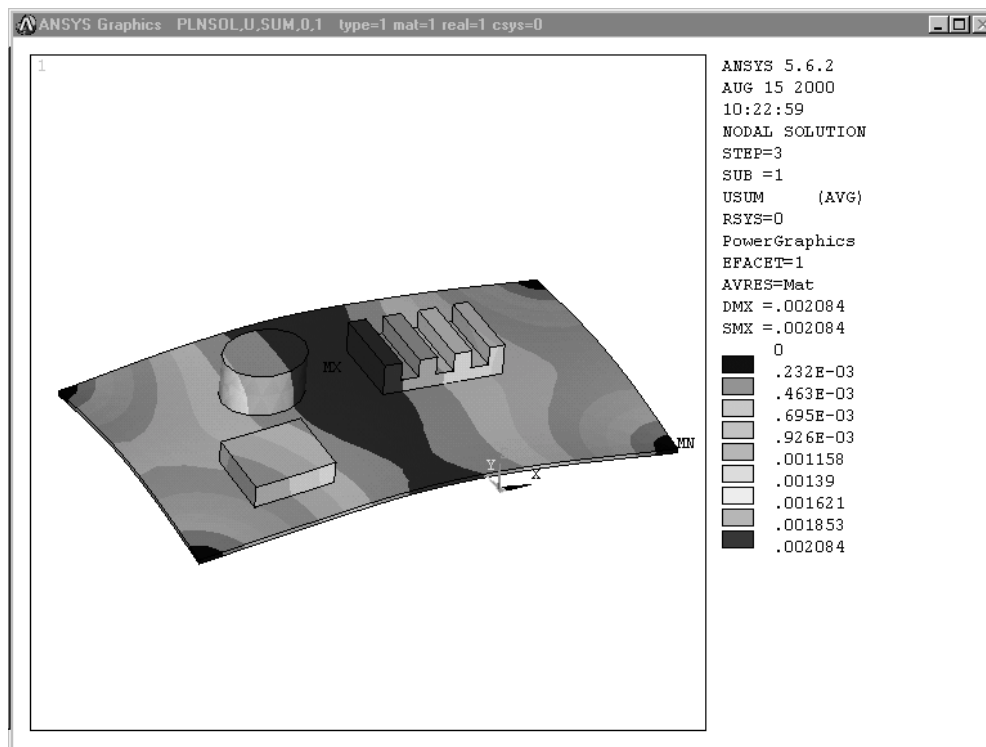 ANSYS Graphics PLNSOL,U,SUM,0,1 type=1 mat=1 real=1 csys=0
1
ANSYS 5.6.2
AUG 15 2000
10:22:59
NODAL SOLUTION
STEP=3
SUB =1
USUM (AVG)
RSYS=0
PowerGraphics
EFACET=1
AVRES=Mat
DMX =.002084
SMX =.002084
0
.232E-03
.463E-03
.695E-03
.926E-03
.001158
.00139
.001621
.001853
.002084
MX
MN
Y
X